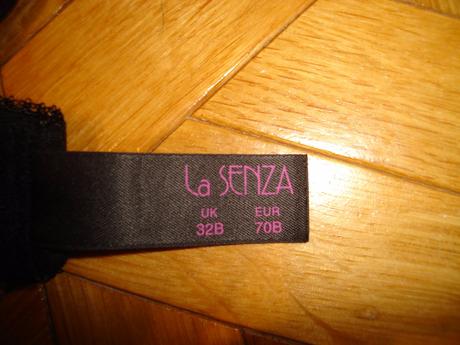 La SENZA
UK EUR
32B 70B